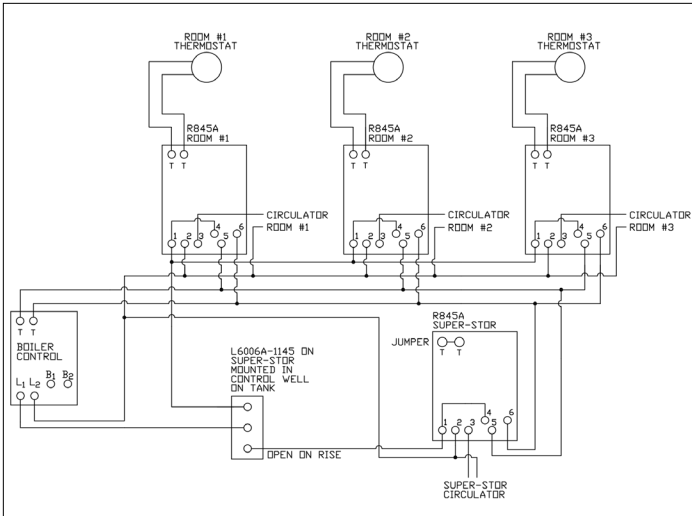 ROOM #1
THERMOSTAT
ROOM #2
THERMOSTAT
ROOM #3
THERMOSTAT
R845A
ROOM #1
R845A
ROOM #2
R845A
ROOM #3
T T
T T
T T
1 2 3 4 5 6
CIRCULATOR
ROOM #1
1 2 3 4 5 6
CIRCULATOR
ROOM #2
1 2 3 4 5 6
CIRCULATOR
ROOM #3
T T
BOILER
CONTROL
L1 L2 B1 B2
L6006A-1145 ON
SUPER-STOR
MOUNTED IN
CONTROL WELL
ON TANK
OPEN ON RISE
R845A
SUPER-STOR
JUMPER
T T
1 2 3 4 5 6
SUPER-STOR
CIRCULATOR